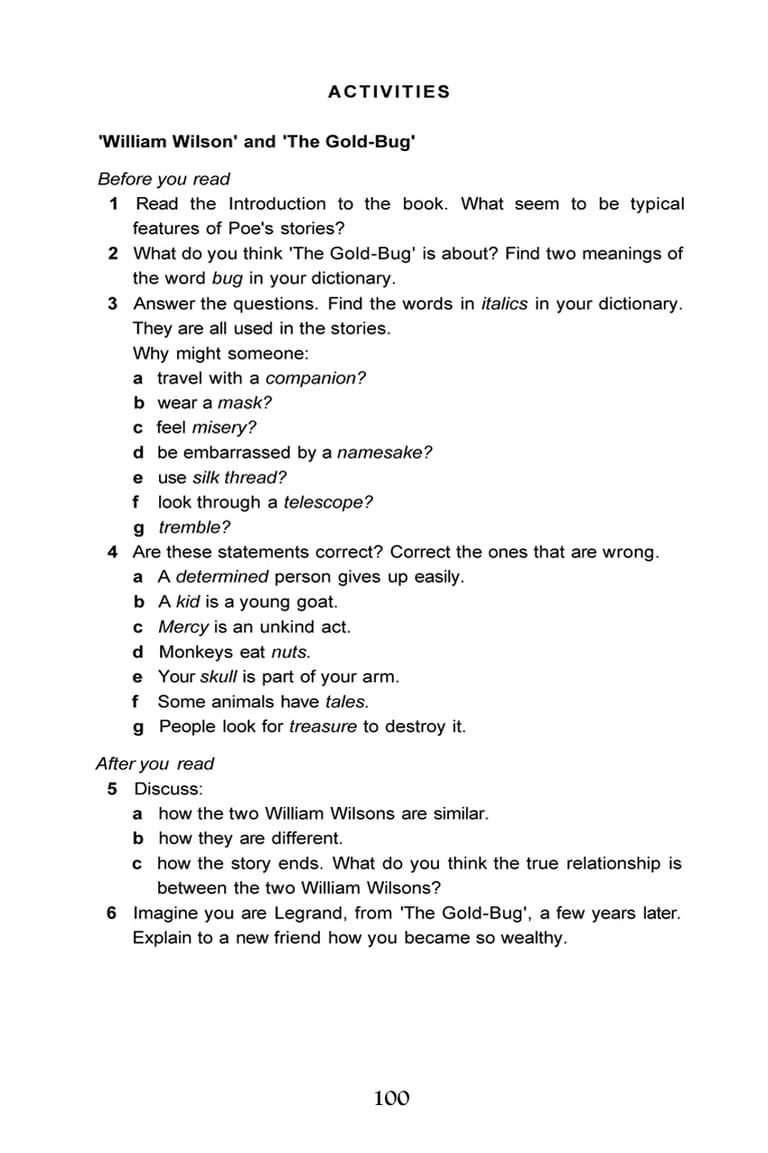 ACTIVITIES
'William Wilson' and 'The Gold-Bug'
Before you read
1 Read the Introduction to the book. What seem to be typical
features of Poe's stories?
2 What do you think 'The Gold-Bug' is about? Find two meanings of
the word bug in your dictionary.
3 Answer the questions. Find the words in italics in your dictionary.
They are all used in the stories.
Why might someone:
a travel with a companion?
b wear a mask?
c feel misery?
d be embarrassed by a namesake?
e use silk thread?
f look through a telescope?
g tremble?
4 Are these statements correct? Correct the ones that are wrong.
a A determined person gives up easily.
b A kid is a young goat.
c Mercy is an unkind act.
d Monkeys eat nuts.
e Your skull is part of your arm.
f Some animals have tales.
g People look for treasure to destroy it.
After you read
5 Discuss:
a how the two William Wilsons are similar.
b how they are different.
c how the story ends. What do you think the true relationship is
between the two William Wilsons?
6 Imagine you are Legrand, from 'The Gold-Bug', a few years later.
Explain to a new friend how you became so wealthy.
100